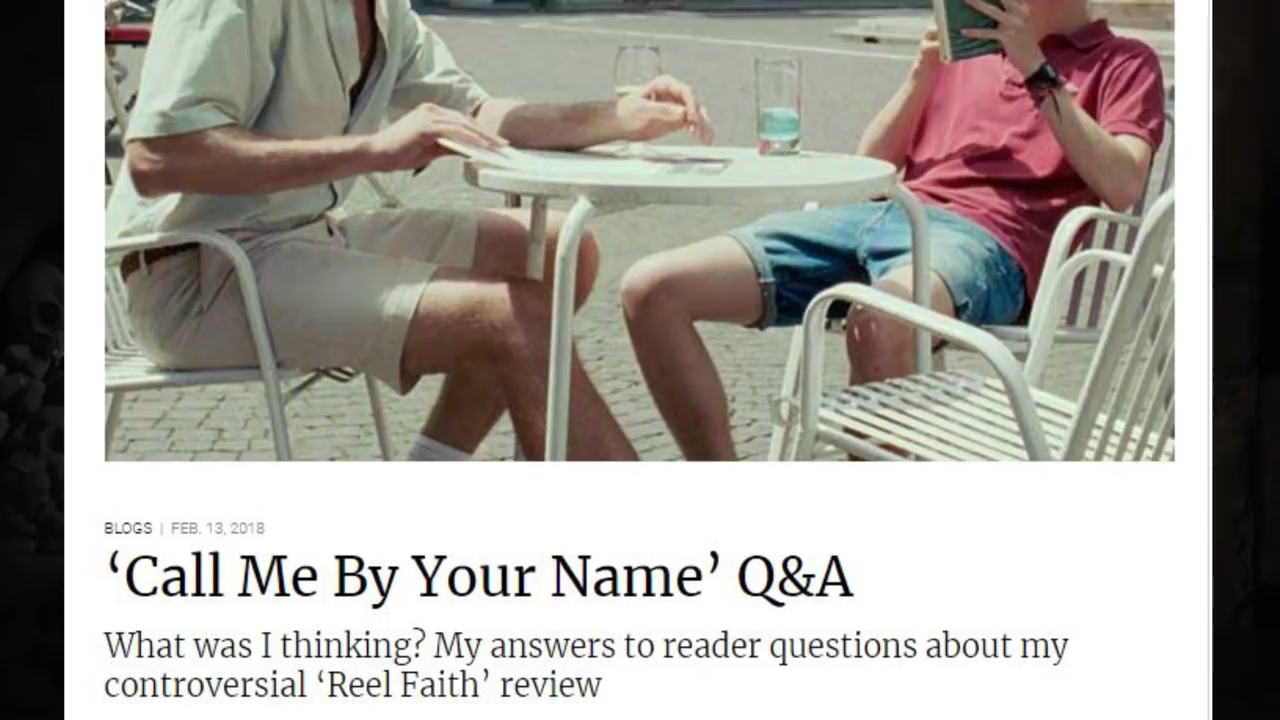 BLOGS | FEB. 13, 2018
‘Call Me By Your Name’ Q&A
What was I thinking? My answers to reader questions about my
controversial ‘Reel Faith’ review